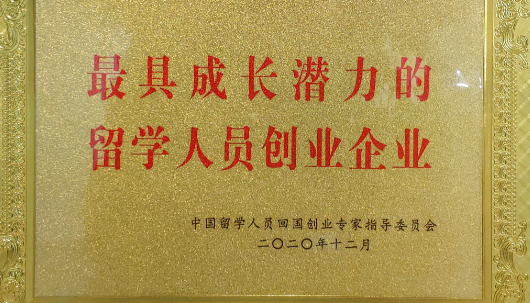 最具成长潜力的
留学人员创业企业
中国留学人员回国创业专家指导委员会
二〇二〇年十二月